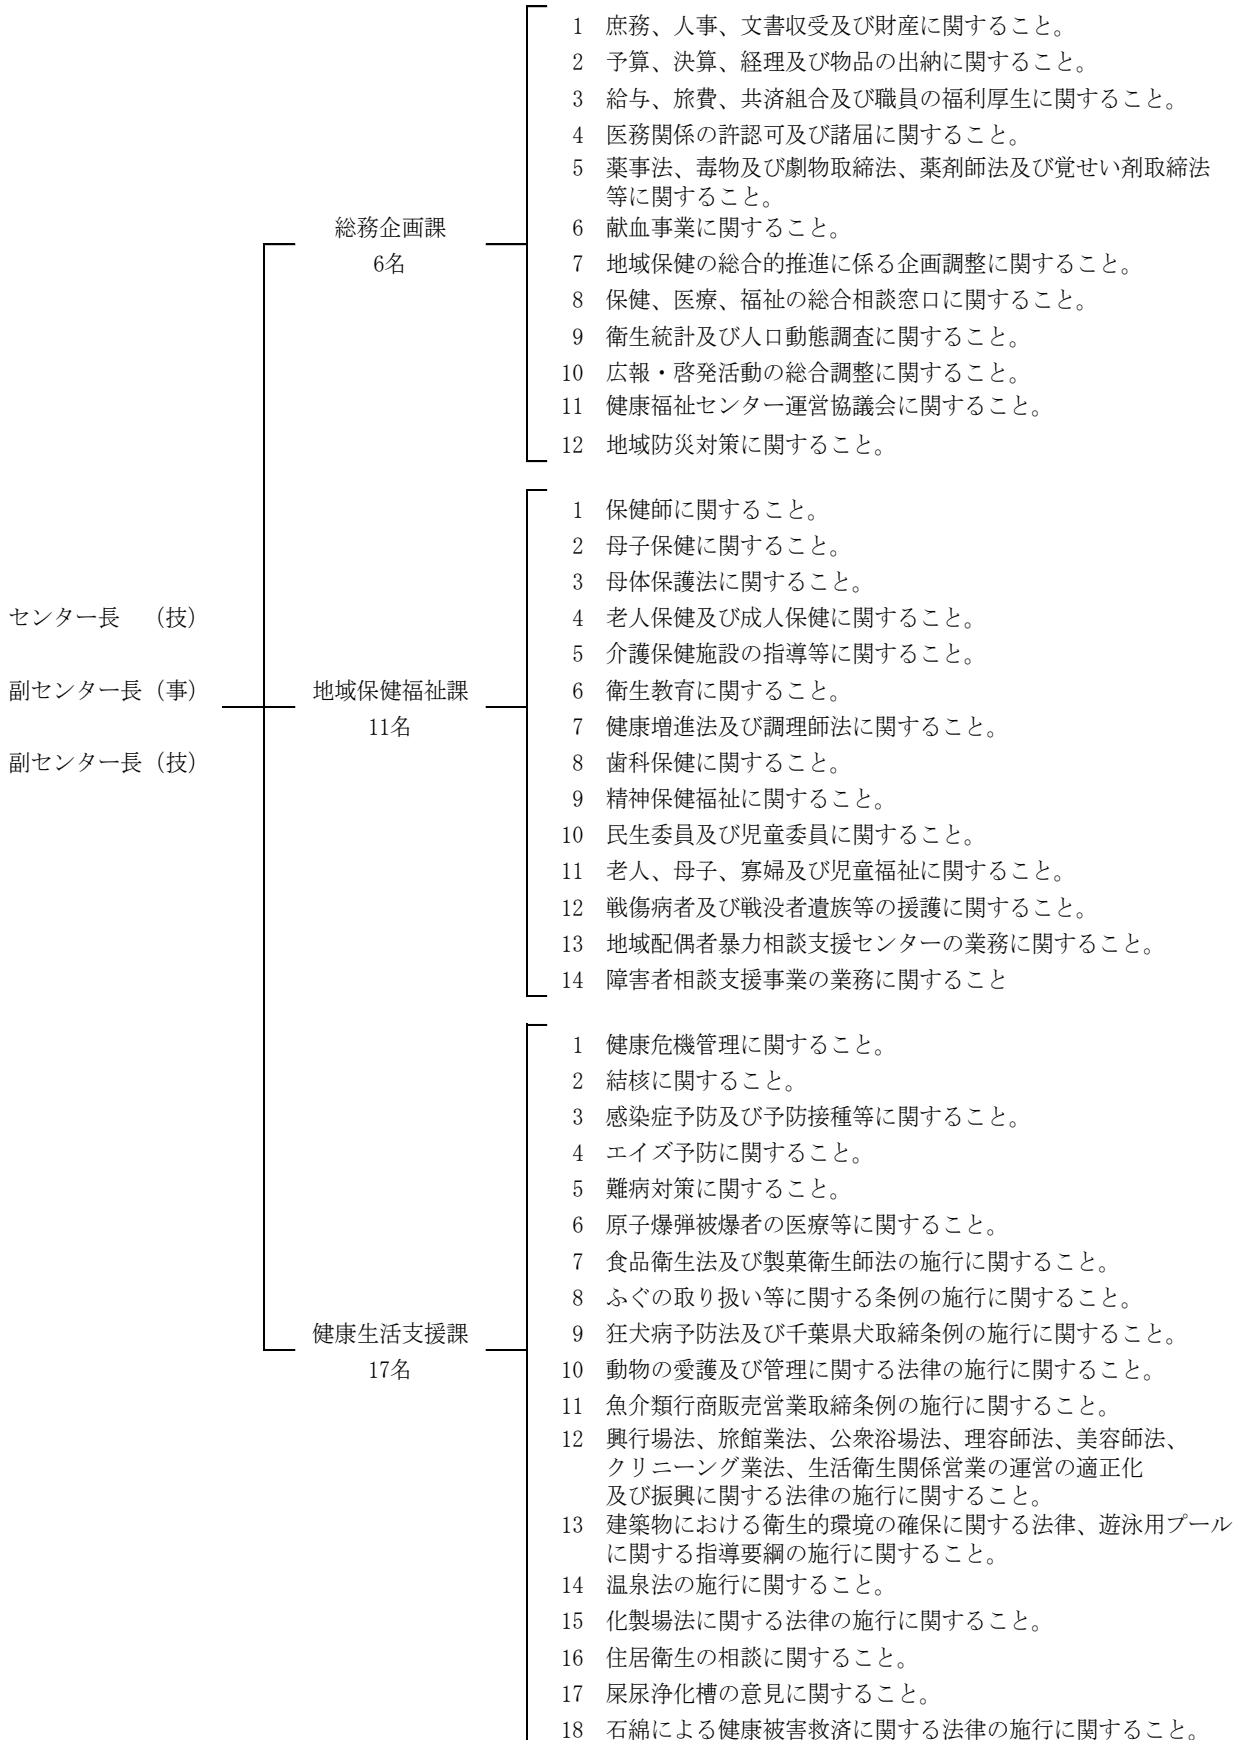 センター長　（技）
副センター長（事）
副センター長（技）
総務企画課
6名
1　庶務、人事、文書収受及び財産に関すること。
2　予算、決算、経理及び物品の出納に関すること。
3　給与、旅費、共済組合及び職員の福利厚生に関すること。
4　医務関係の許認可及び諸届に関すること。
5　薬事法、毒物及び劇物取締法、薬剤師法及び覚せい剤取締法
等に関すること。
6　献血事業に関すること。
7　地域保健の総合的推進に係る企画調整に関すること。
8　保健、医療、福祉の総合相談窓口に関すること。
9　衛生統計及び人口動態調査に関すること。
10　広報・啓発活動の総合調整に関すること。
11　健康福祉センター運営協議会に関すること。
12　地域防災対策に関すること。
地域保健福祉課
11名
1　保健師に関すること。
2　母子保健に関すること。
3　母体保護法に関すること。
4　老人保健及び成人保健に関すること。
5　介護保健施設の指導等に関すること。
6　衛生教育に関すること。
7　健康増進法及び調理師法に関すること。
8　歯科保健に関すること。
9　精神保健福祉に関すること。
10　民生委員及び児童委員に関すること。
11　老人、母子、寡婦及び児童福祉に関すること。
12　戦傷病者及び戦没者遺族等の援護に関すること。
13　地域配偶者暴力相談支援センターの業務に関すること。
14　障害者相談支援事業の業務に関すること
健康生活支援課
17名
1　健康危機管理に関すること。
2　結核に関すること。
3　感染症予防及び予防接種等に関すること。
4　エイズ予防に関すること。
5　難病対策に関すること。
6　原子爆弾被爆者の医療等に関すること。
7　食品衛生法及び製菓衛生師法の施行に関すること。
8　ふぐの取り扱い等に関する条例の施行に関すること。
9　狂犬病予防法及び千葉県犬取締条例の施行に関すること。
10　動物の愛護及び管理に関する法律の施行に関すること。
11　魚介類行商販売営業取締条例の施行に関すること。
12　興行場法、旅館業法、公衆浴場法、理容師法、美容師法、
クリニーング業法、生活衛生関係営業の運営の適正化
及び振興に関する法律の施行に関すること。
13　建築物における衛生的環境の確保に関する法律、遊泳用プール
に関する指導要綱の施行に関すること。
14　温泉法の施行に関すること。
15　化製場法に関する法律の施行に関すること。
16　住居衛生の相談に関すること。
17　屎尿浄化槽の意見に関すること。
18　石綿による健康被害救済に関する法律の施行に関すること。